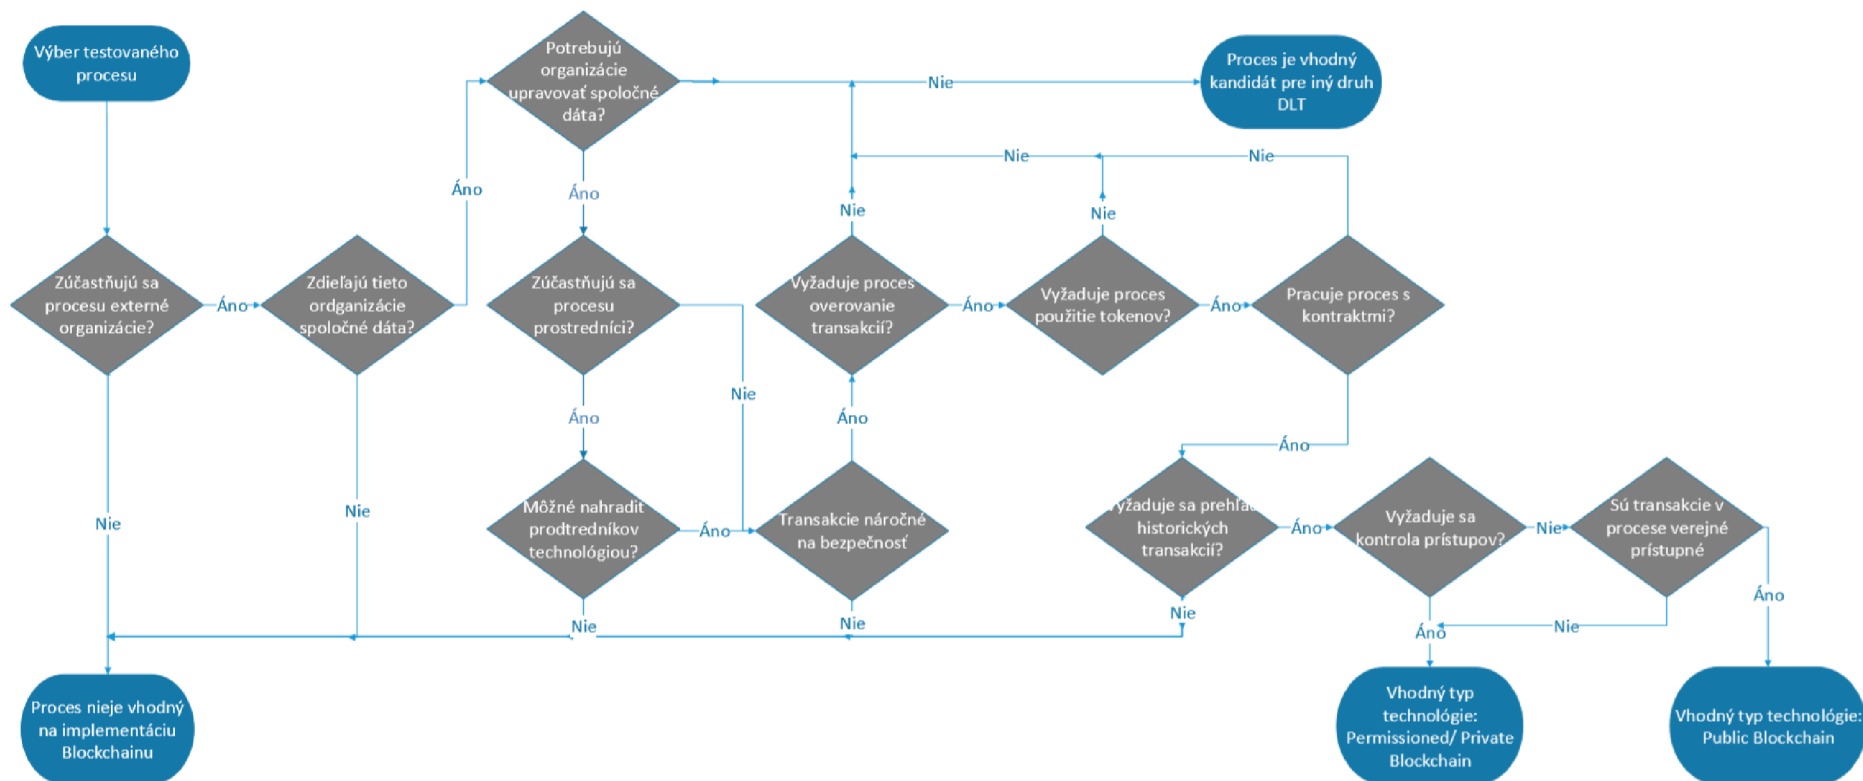 Výber testovaného
procesu
Potrebujú
organizácie
upravovať spoločné
dáta?
Nie
Proces je vhodný
kandidát pre iný druh
DLT
Áno
Áno
Nie
Nie
Nie
Nie
Zúčastňujú sa
procesu externé
organizácie?
Áno
Zdieľajú tieto
ordganizácie
spoločné dáta?
Zúčastňujú sa
procesu
prostredníci?
Vyžaduje proces
overovanie
transakcií?
Áno
Vyžaduje proces
použitie tokenov?
Áno
Pracuje proces s
kontraktmi?
Áno
Nie
Áno
Áno
Nie
Nie
Môžné nahradit
prodtredníkov
technológiou?
Áno
Transakcie náročné
na bezpečnosť
Vyžaduje sa prehľad
historických
transakcií?
Áno
Vyžaduje sa
kontrola prístupov?
Nie
Sú transakcie v
procese verejné
prístupné
Nie
Nie
Nie
Áno
Nie
Áno
Proces nieje vhodný
na implementáciu
Blockchainu
Vhodný typ
technológie:
Permissioned/ Private
Blockchain
Vhodný typ technológie:
Public Blockchain